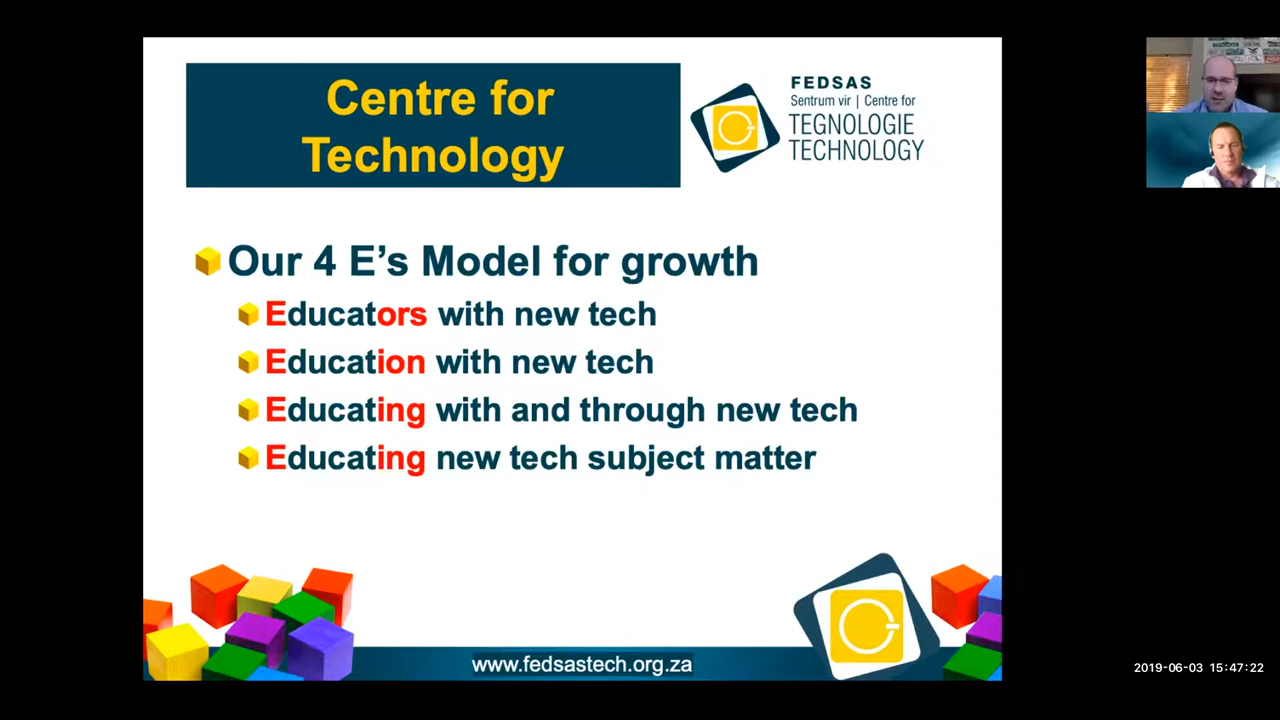 Centre for
Technology
FEDSAS
Sentrum vir | Centre for
TEGNOLOGIE
TECHNOLOGY
Our 4 E’s Model for growth
Educators with new tech
Education with new tech
Educating with and through new tech
Educating new tech subject matter
www.fedsastech.org.za
2019-06-03 15:47:22